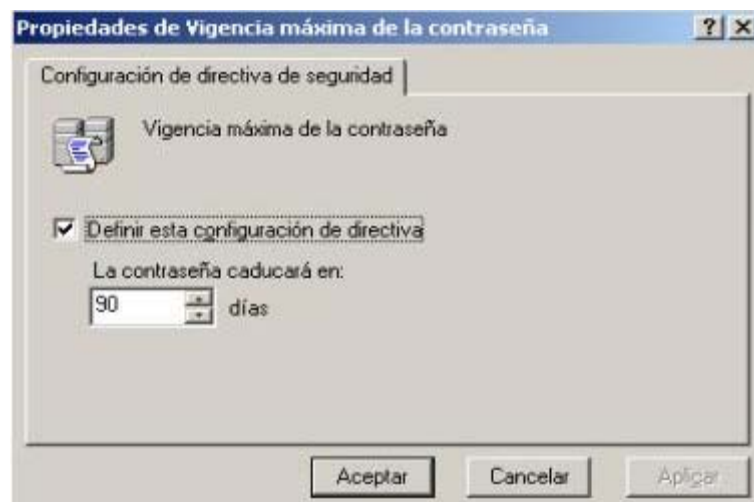 Propiedades de Vigencia máxima de la contraseña
Configuración de directiva de seguridad
Vigencia máxima de la contraseña
Definir esta configuración de directiva
La contraseña caducará en:
90 días
Aceptar Cancelar Aplicar